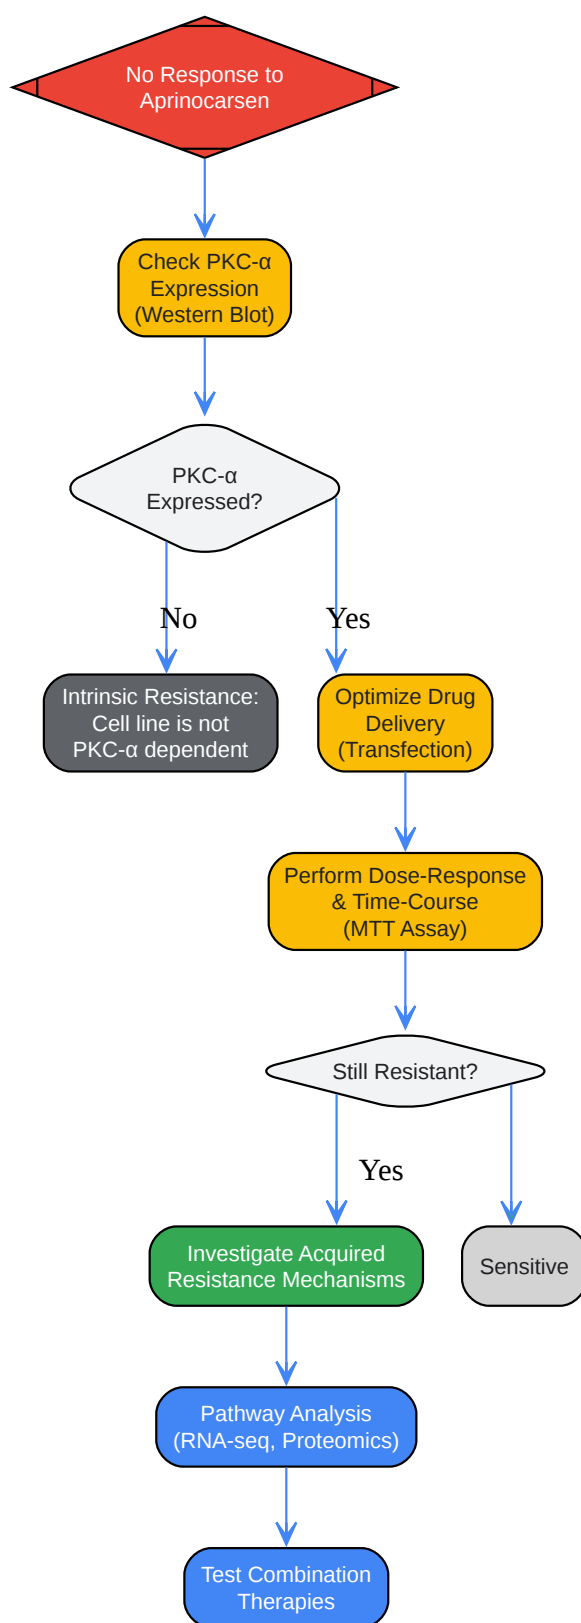 No Response to
Aprinocarsen
Check PKC-α
Expression
(Western Blot)
PKC-α
Expressed?
No
Yes
Intrinsic Resistance:
Cell line is not
PKC-α dependent
Optimize Drug
Delivery
(Transfection)
Perform Dose-Response
& Time-Course
(MTT Assay)
Still Resistant?
Yes
Investigate Acquired
Resistance Mechanisms
Sensitive
Pathway Analysis
(RNA-seq, Proteomics)
Test Combination
Therapies